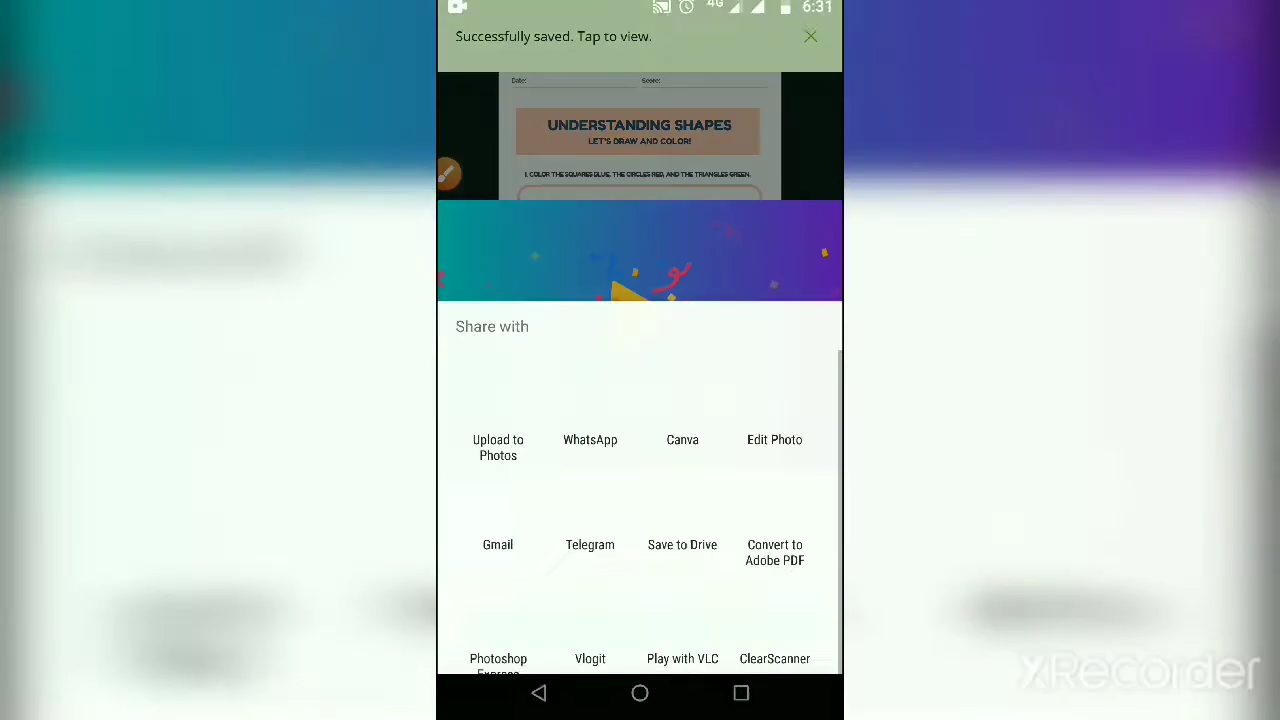 4G 6:31
Successfully saved. Tap to view.
Date: Score:
UNDERSTANDING SHAPES
LET'S DRAW AND COLOR!
1. COLOR THE SQUARES BLUE, THE CIRCLES RED, AND THE TRIANGLES GREEN.
Share with
Upload to Photos
WhatsApp
Canva
Edit Photo
Gmail
Telegram
Save to Drive
Convert to
Adobe PDF
Photoshop
Express
Vlogit
Play with VLC
ClearScanner
XRecorder